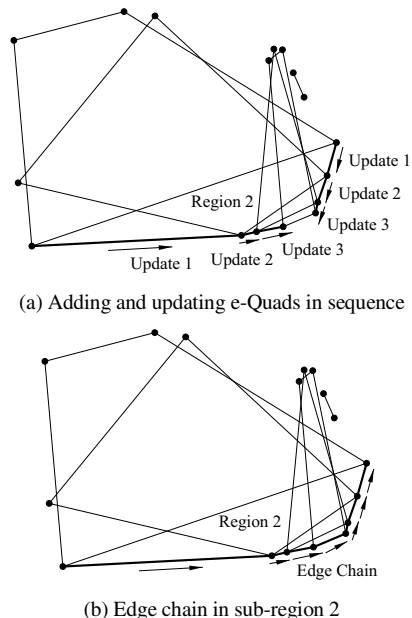 Update 1
Update 2
Region 2
Update 3
Update 3
Update 2
Update 1
(a) Adding and updating e-Quads in sequence
Region 2
Edge Chain
(b) Edge chain in sub-region 2